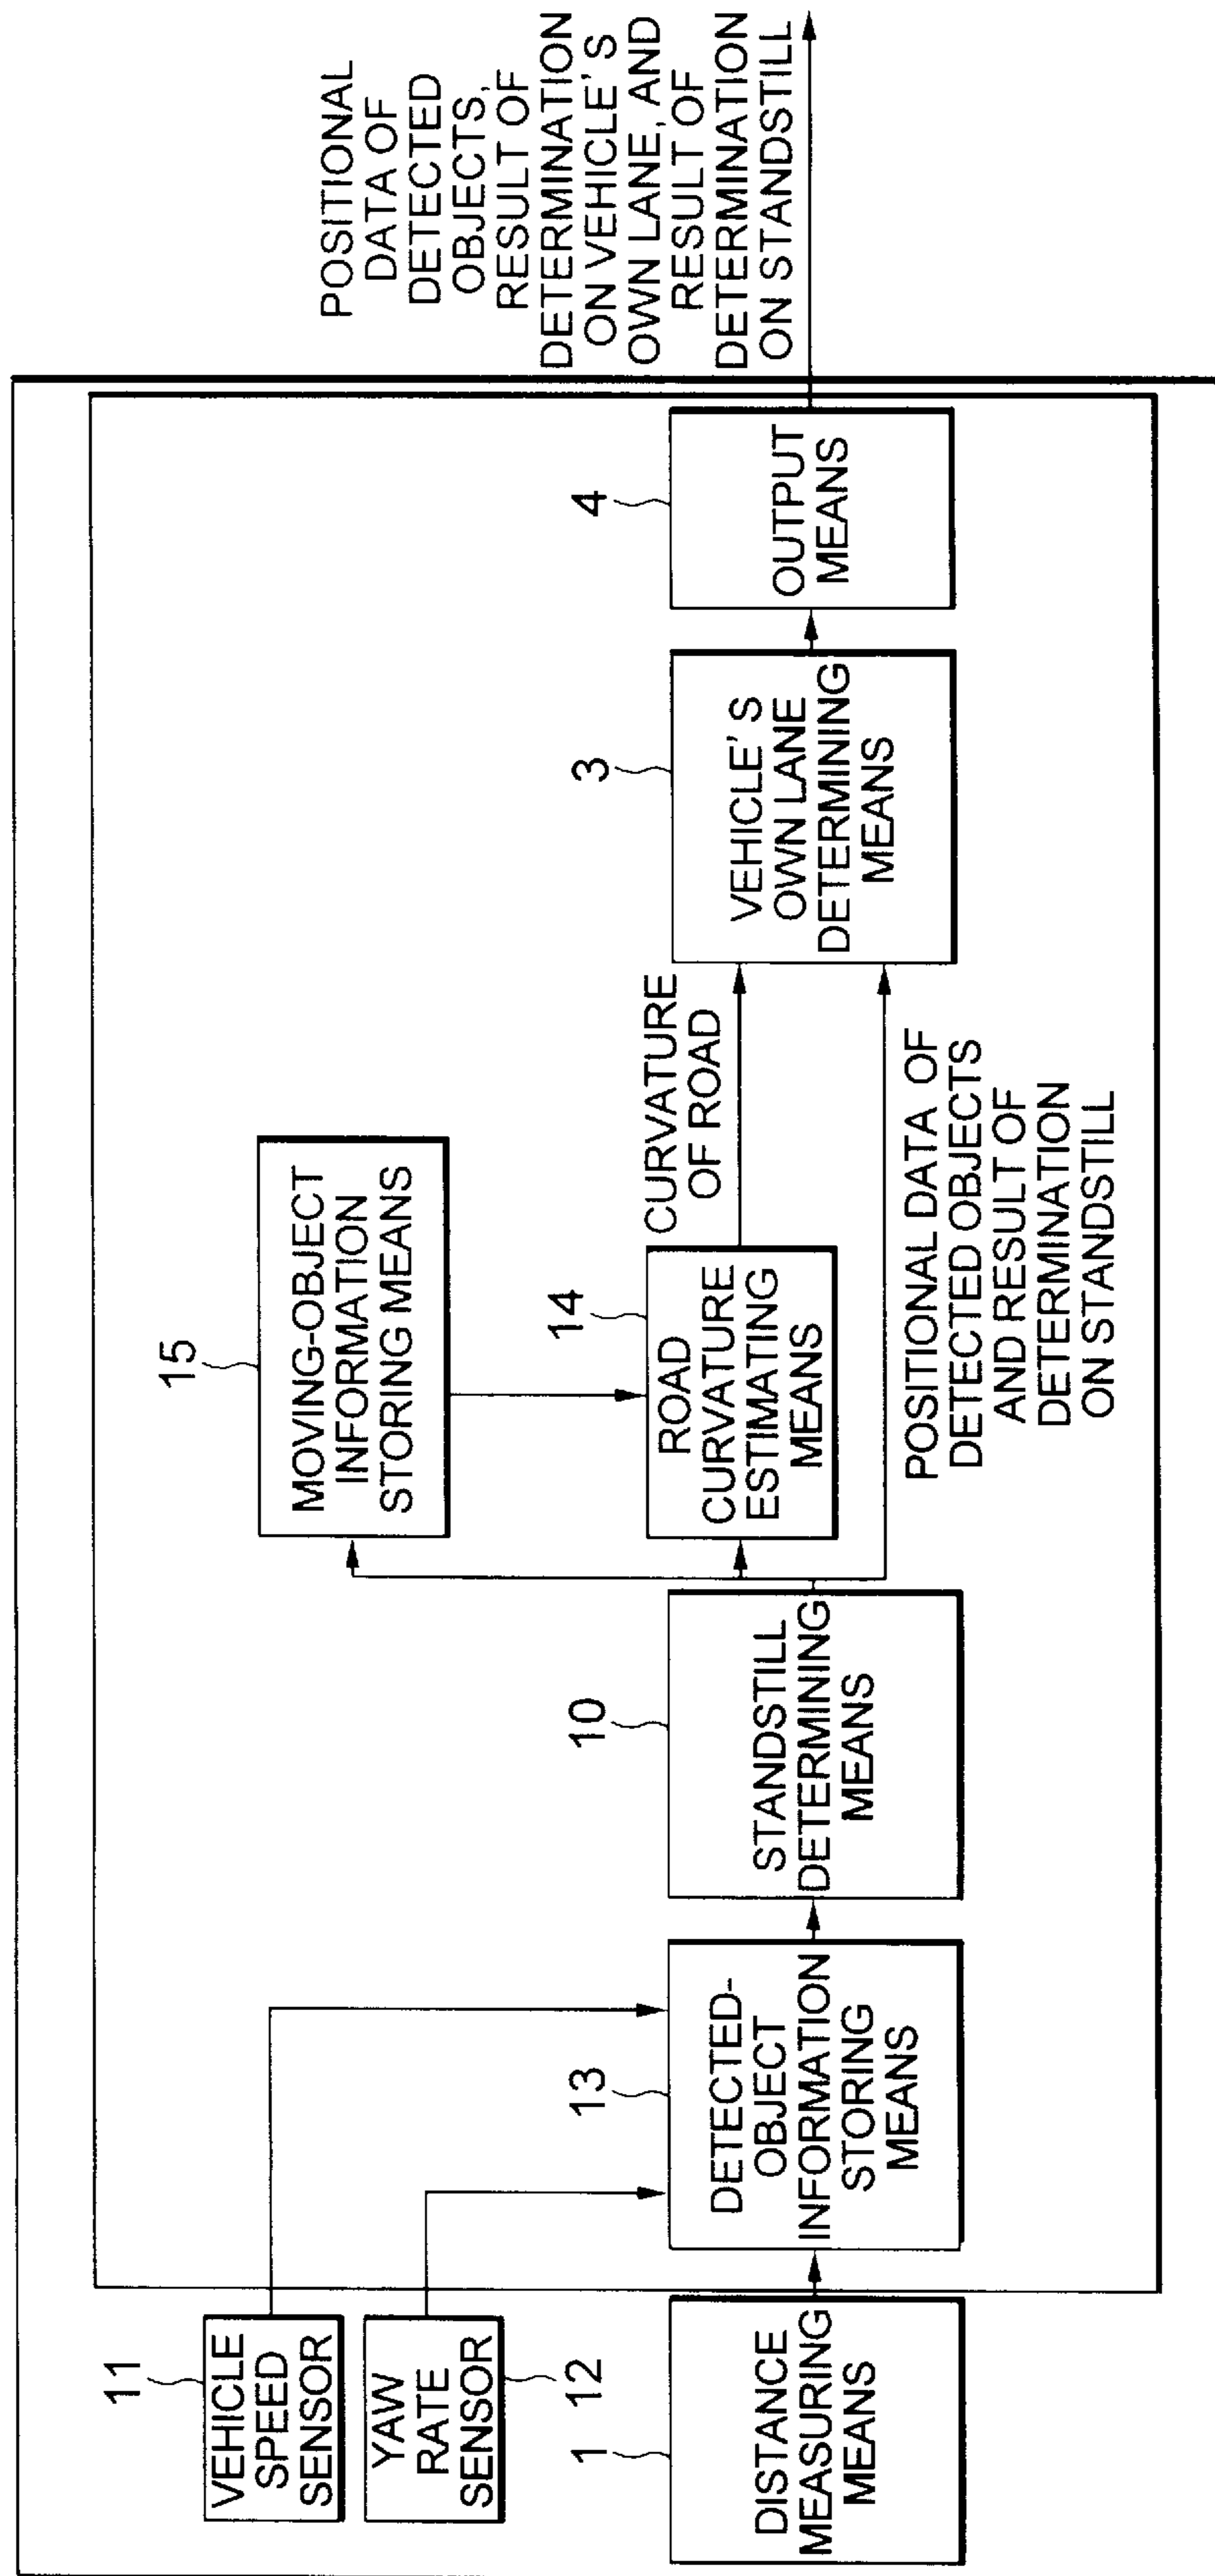 11
VEHICLE
SPEED
SENSOR
YAW
RATE
SENSOR
12
1
DISTANCE
MEASURING
MEANS
13
DETECTED-
OBJECT
INFORMATION
STORING
MEANS
10
STANDSTILL
DETERMINING
MEANS
15
MOVING-OBJECT
INFORMATION
STORING MEANS
14
ROAD
CURVATURE
ESTIMATING
MEANS
CURVATURE
OF ROAD
POSITIONAL DATA OF
DETECTED OBJECTS
AND RESULT OF
DETERMINATION
ON STANDSTILL
3
VEHICLE'S
OWN LANE
DETERMINING
MEANS
4
OUTPUT
MEANS
POSITIONAL
DATA OF
DETECTED
OBJECTS,
RESULT OF
DETERMINATION
ON VEHICLE'S
OWN LANE, AND
RESULT OF
DETERMINATION
ON STANDSTILL